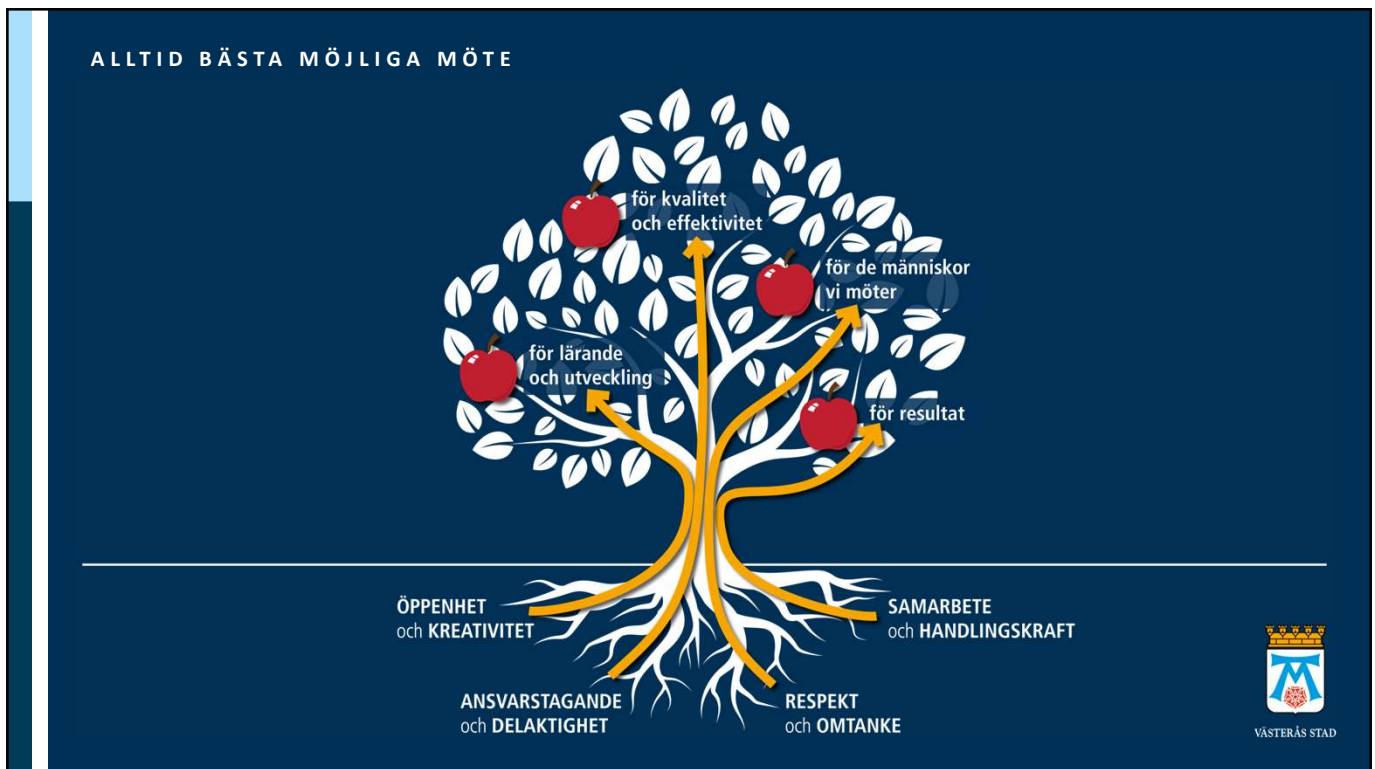 ALLTID BÄSTA MÖJLIGA MÖTE
för kvalitet
och effektivitet
för de människor
vi möter
för lärande
och utveckling
för resultat
ÖPPENHET
och KREATIVITET
SAMARBETE
och HANDLINGSKRAFT
ANSVARSTAGANDE
och DELAKTIGHET
RESPEKT
och OMTANKE
VÄSTERÅS STAD